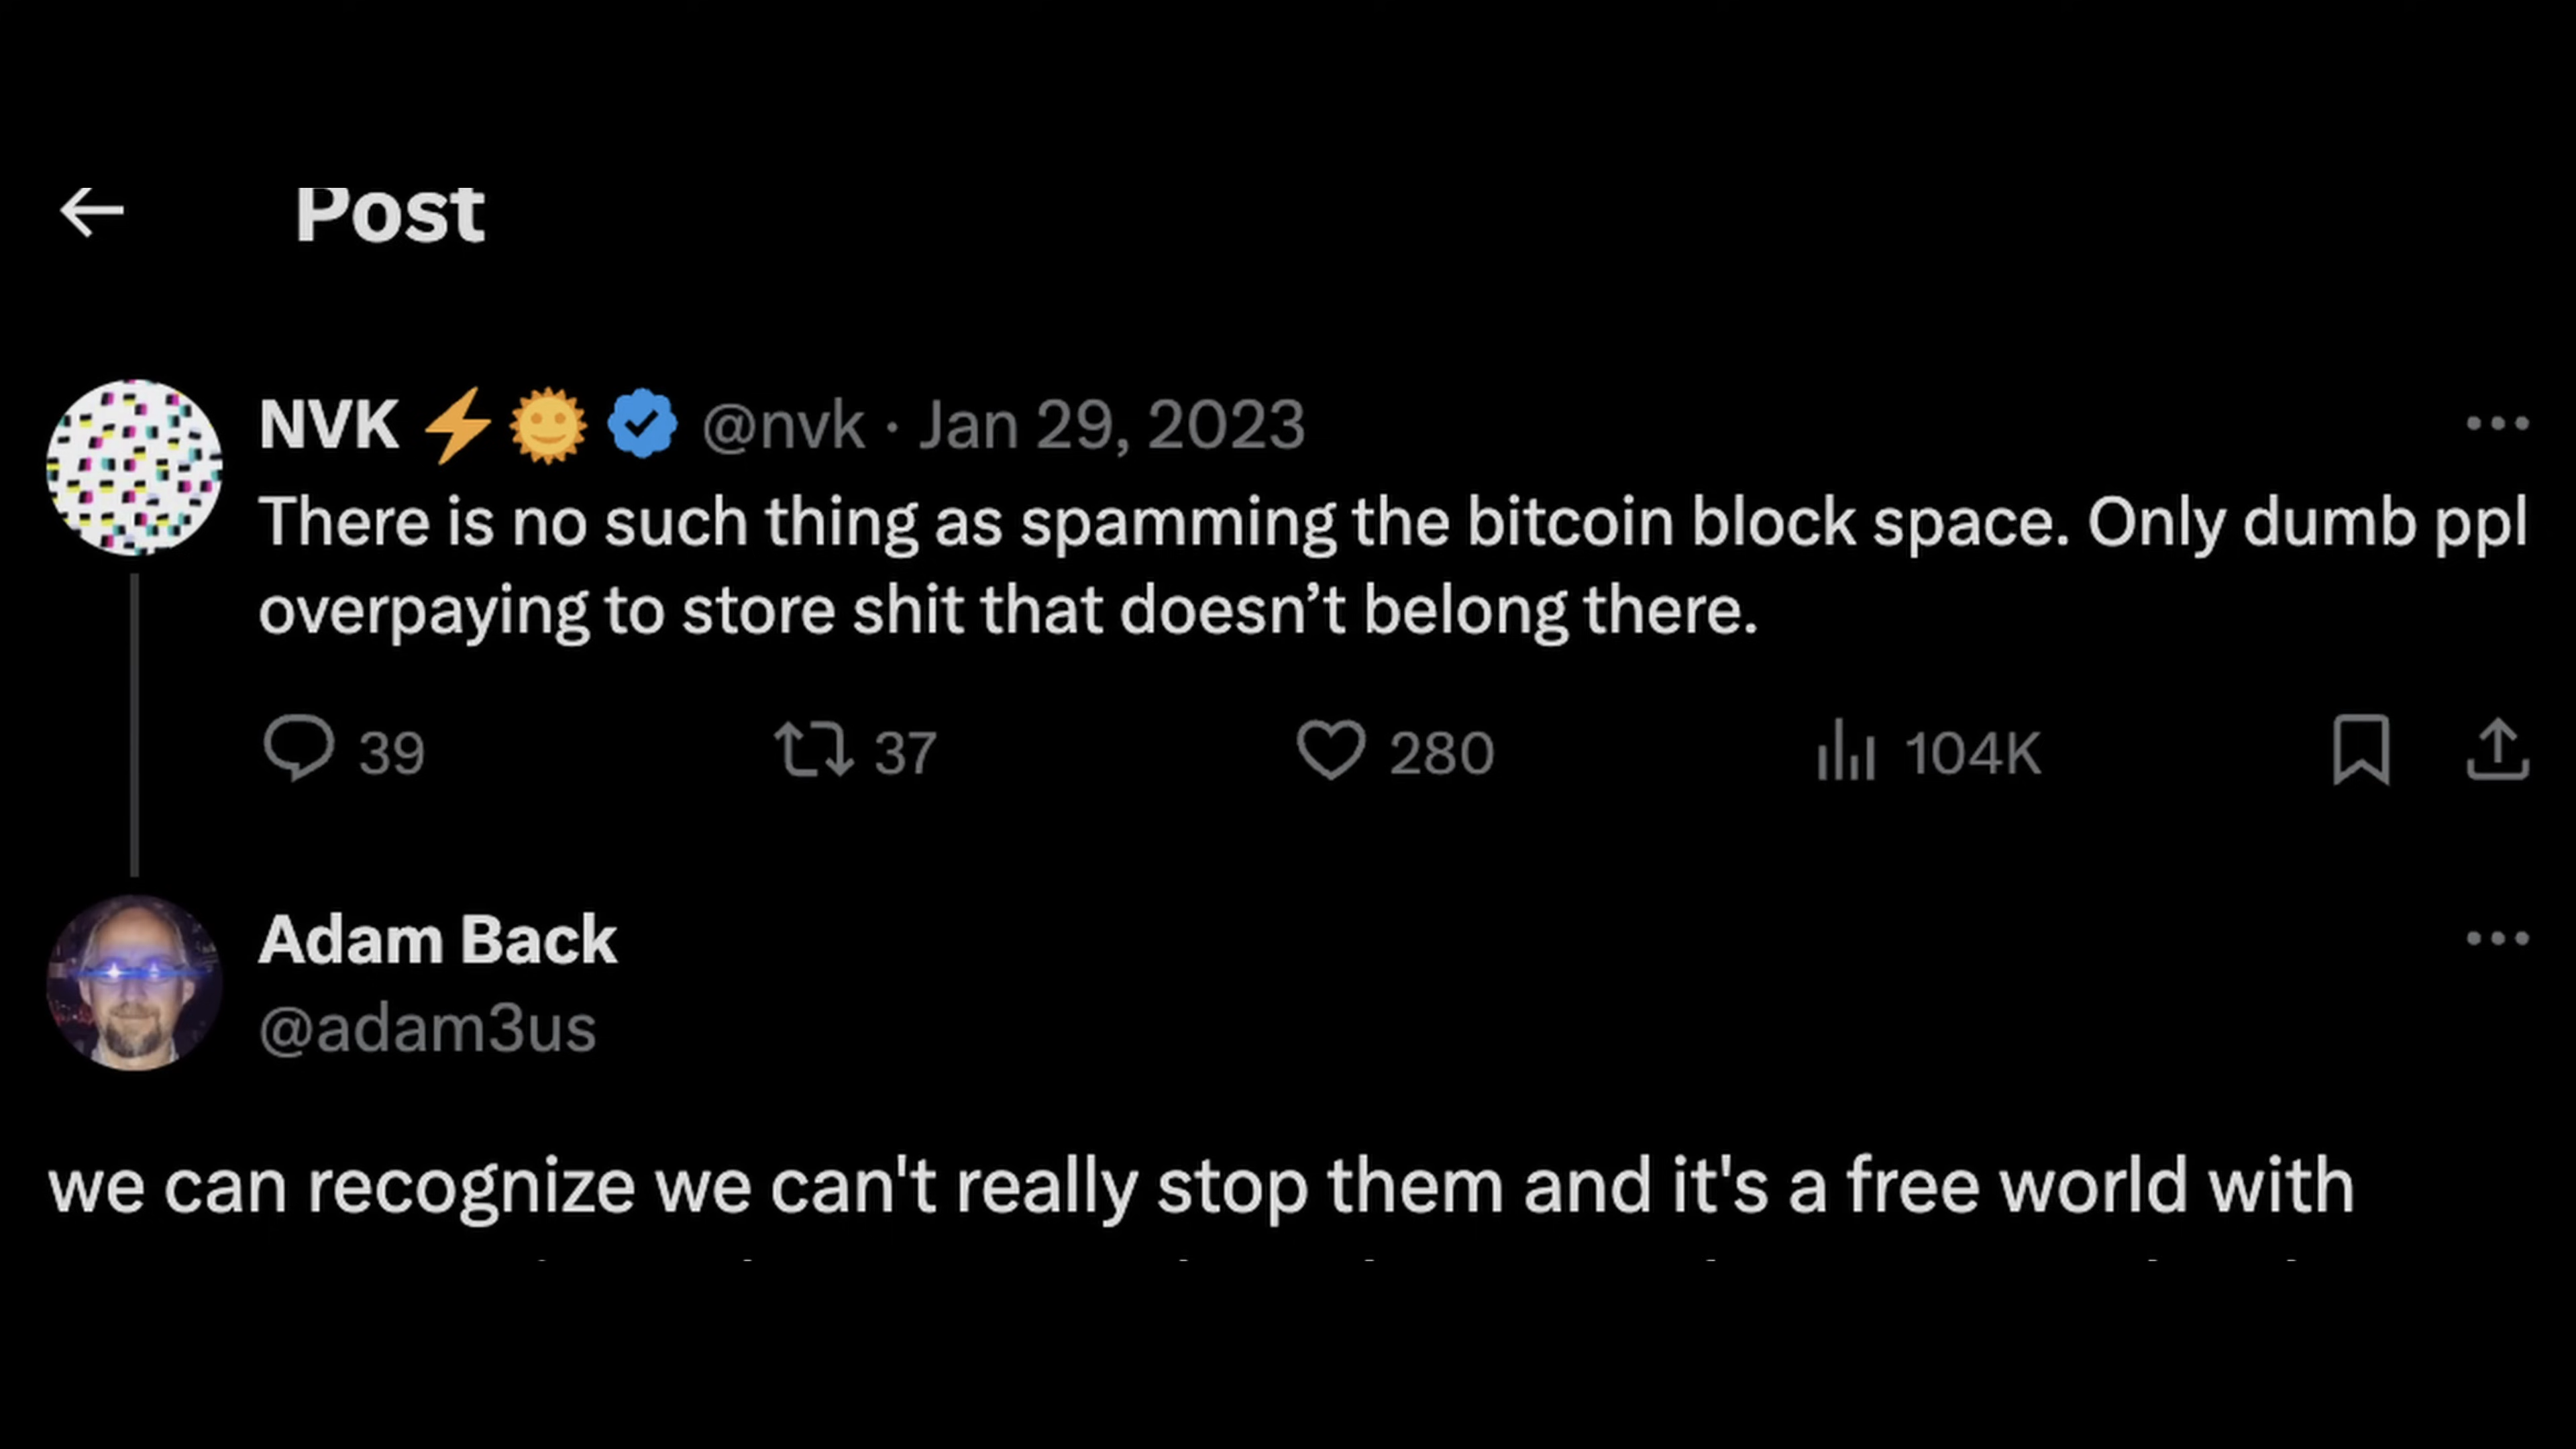 Post
NVK ⚡🌞 @nvk · Jan 29, 2023
There is no such thing as spamming the bitcoin block space. Only dumb ppl
overpaying to store shit that doesn’t belong there.
39 37 280 104K
Adam Back
@adam3us
we can recognize we can't really stop them and it's a free world with